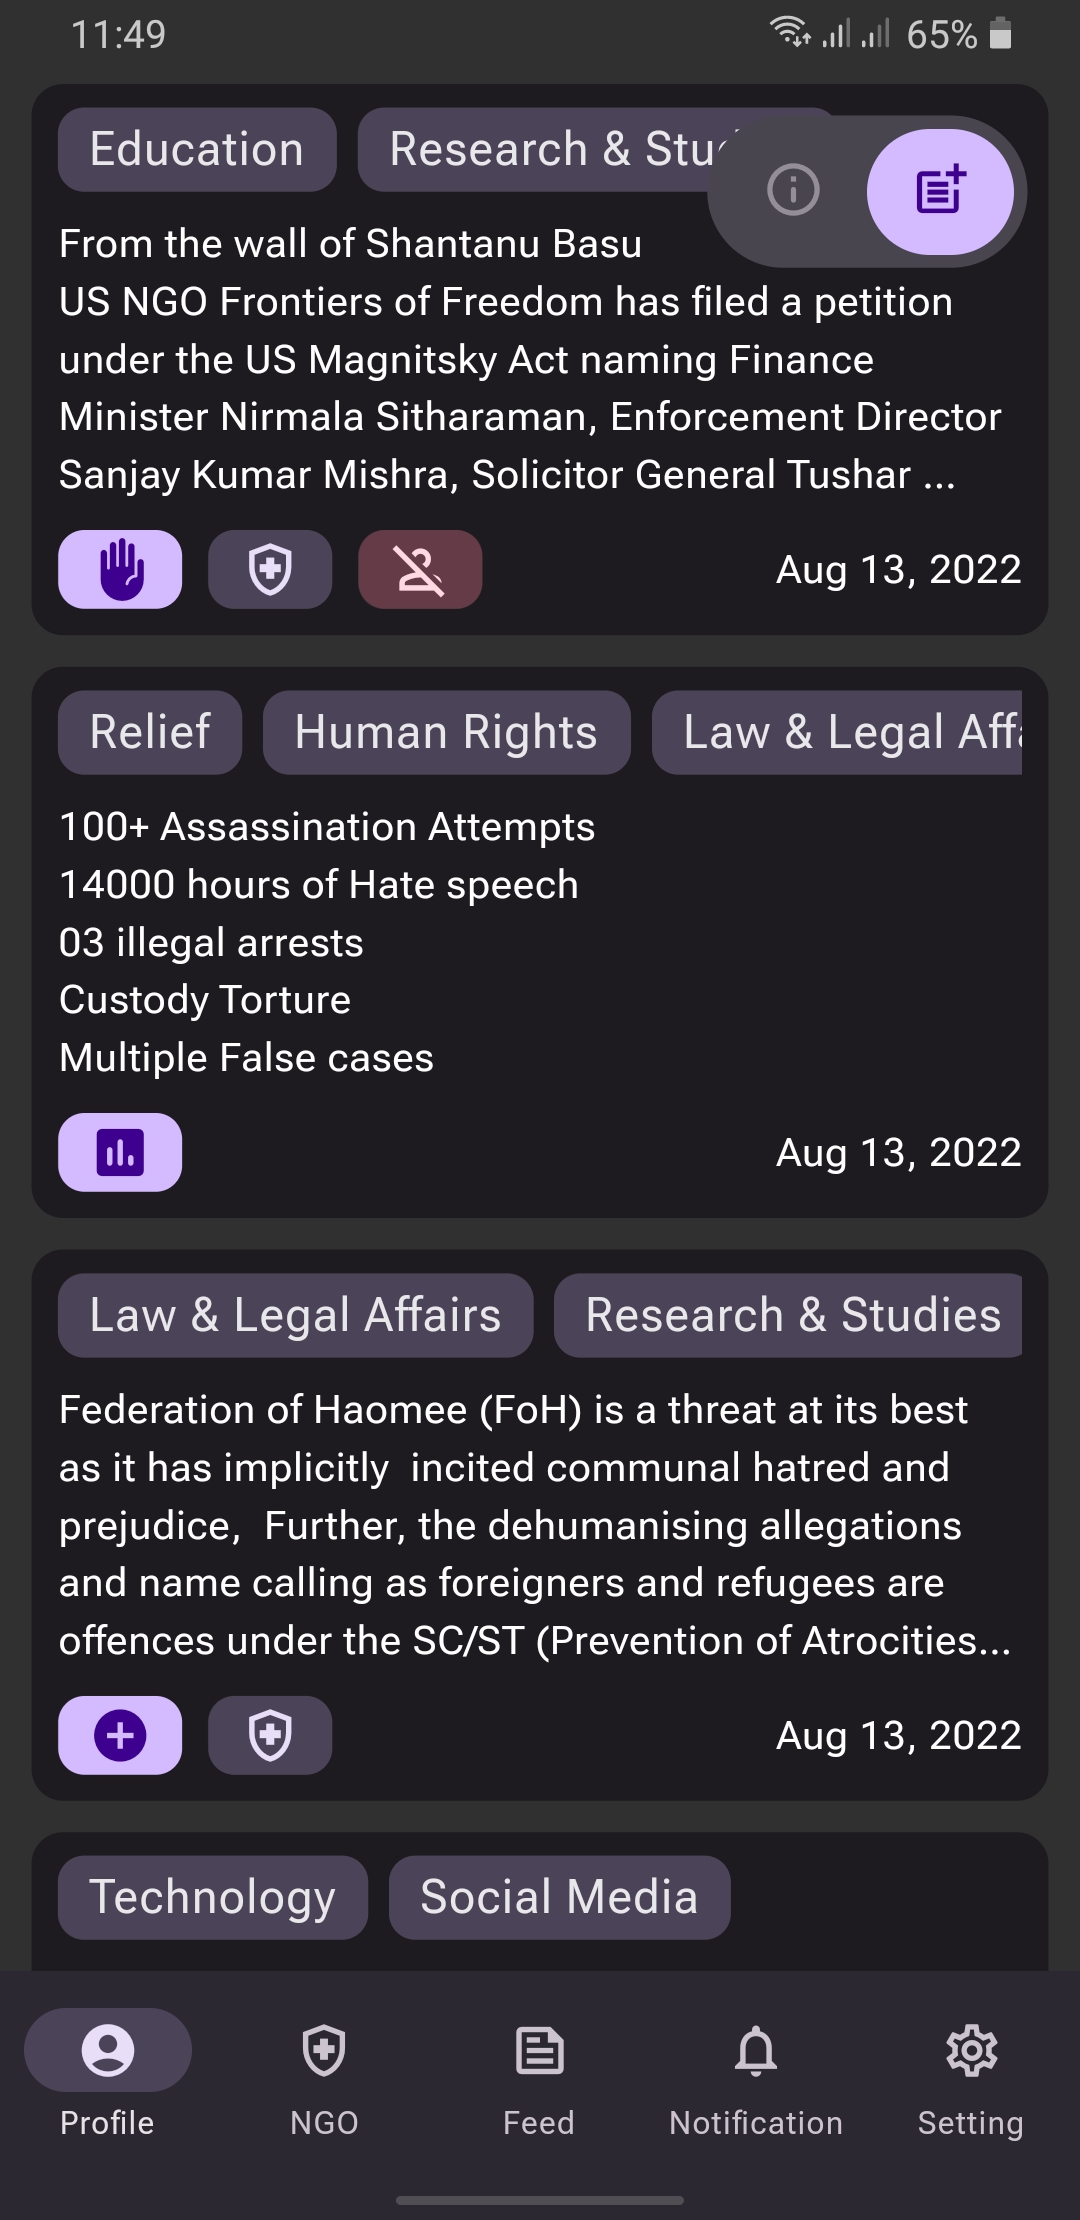 11:49
65%
Education
Research &
From the wall of Shantanu Basu
US NGO Frontiers of Freedom has filed a petition
under the US Magnitsky Act naming Finance
Minister Nirmala Sitharaman, Enforcement Director
Sanjay Kumar Mishra, Solicitor General Tushar ...
Aug 13, 2022
Relief
Human Rights
Law & Legal
100+ Assassination Attempts
14000 hours of Hate speech
03 illegal arrests
Custody Torture
Multiple False cases
Aug 13, 2022
Law & Legal Affairs
Research & Studies
Federation of Haomee (FoH) is a threat at its best
as it has implicitly  incited communal hatred and
prejudice,  Further, the dehumanising allegations
and name calling as foreigners and refugees are
offences under the SC/ST (Prevention of Atrocities...
Aug 13, 2022
Technology
Social Media
Profile
NGO
Feed
Notification
Setting